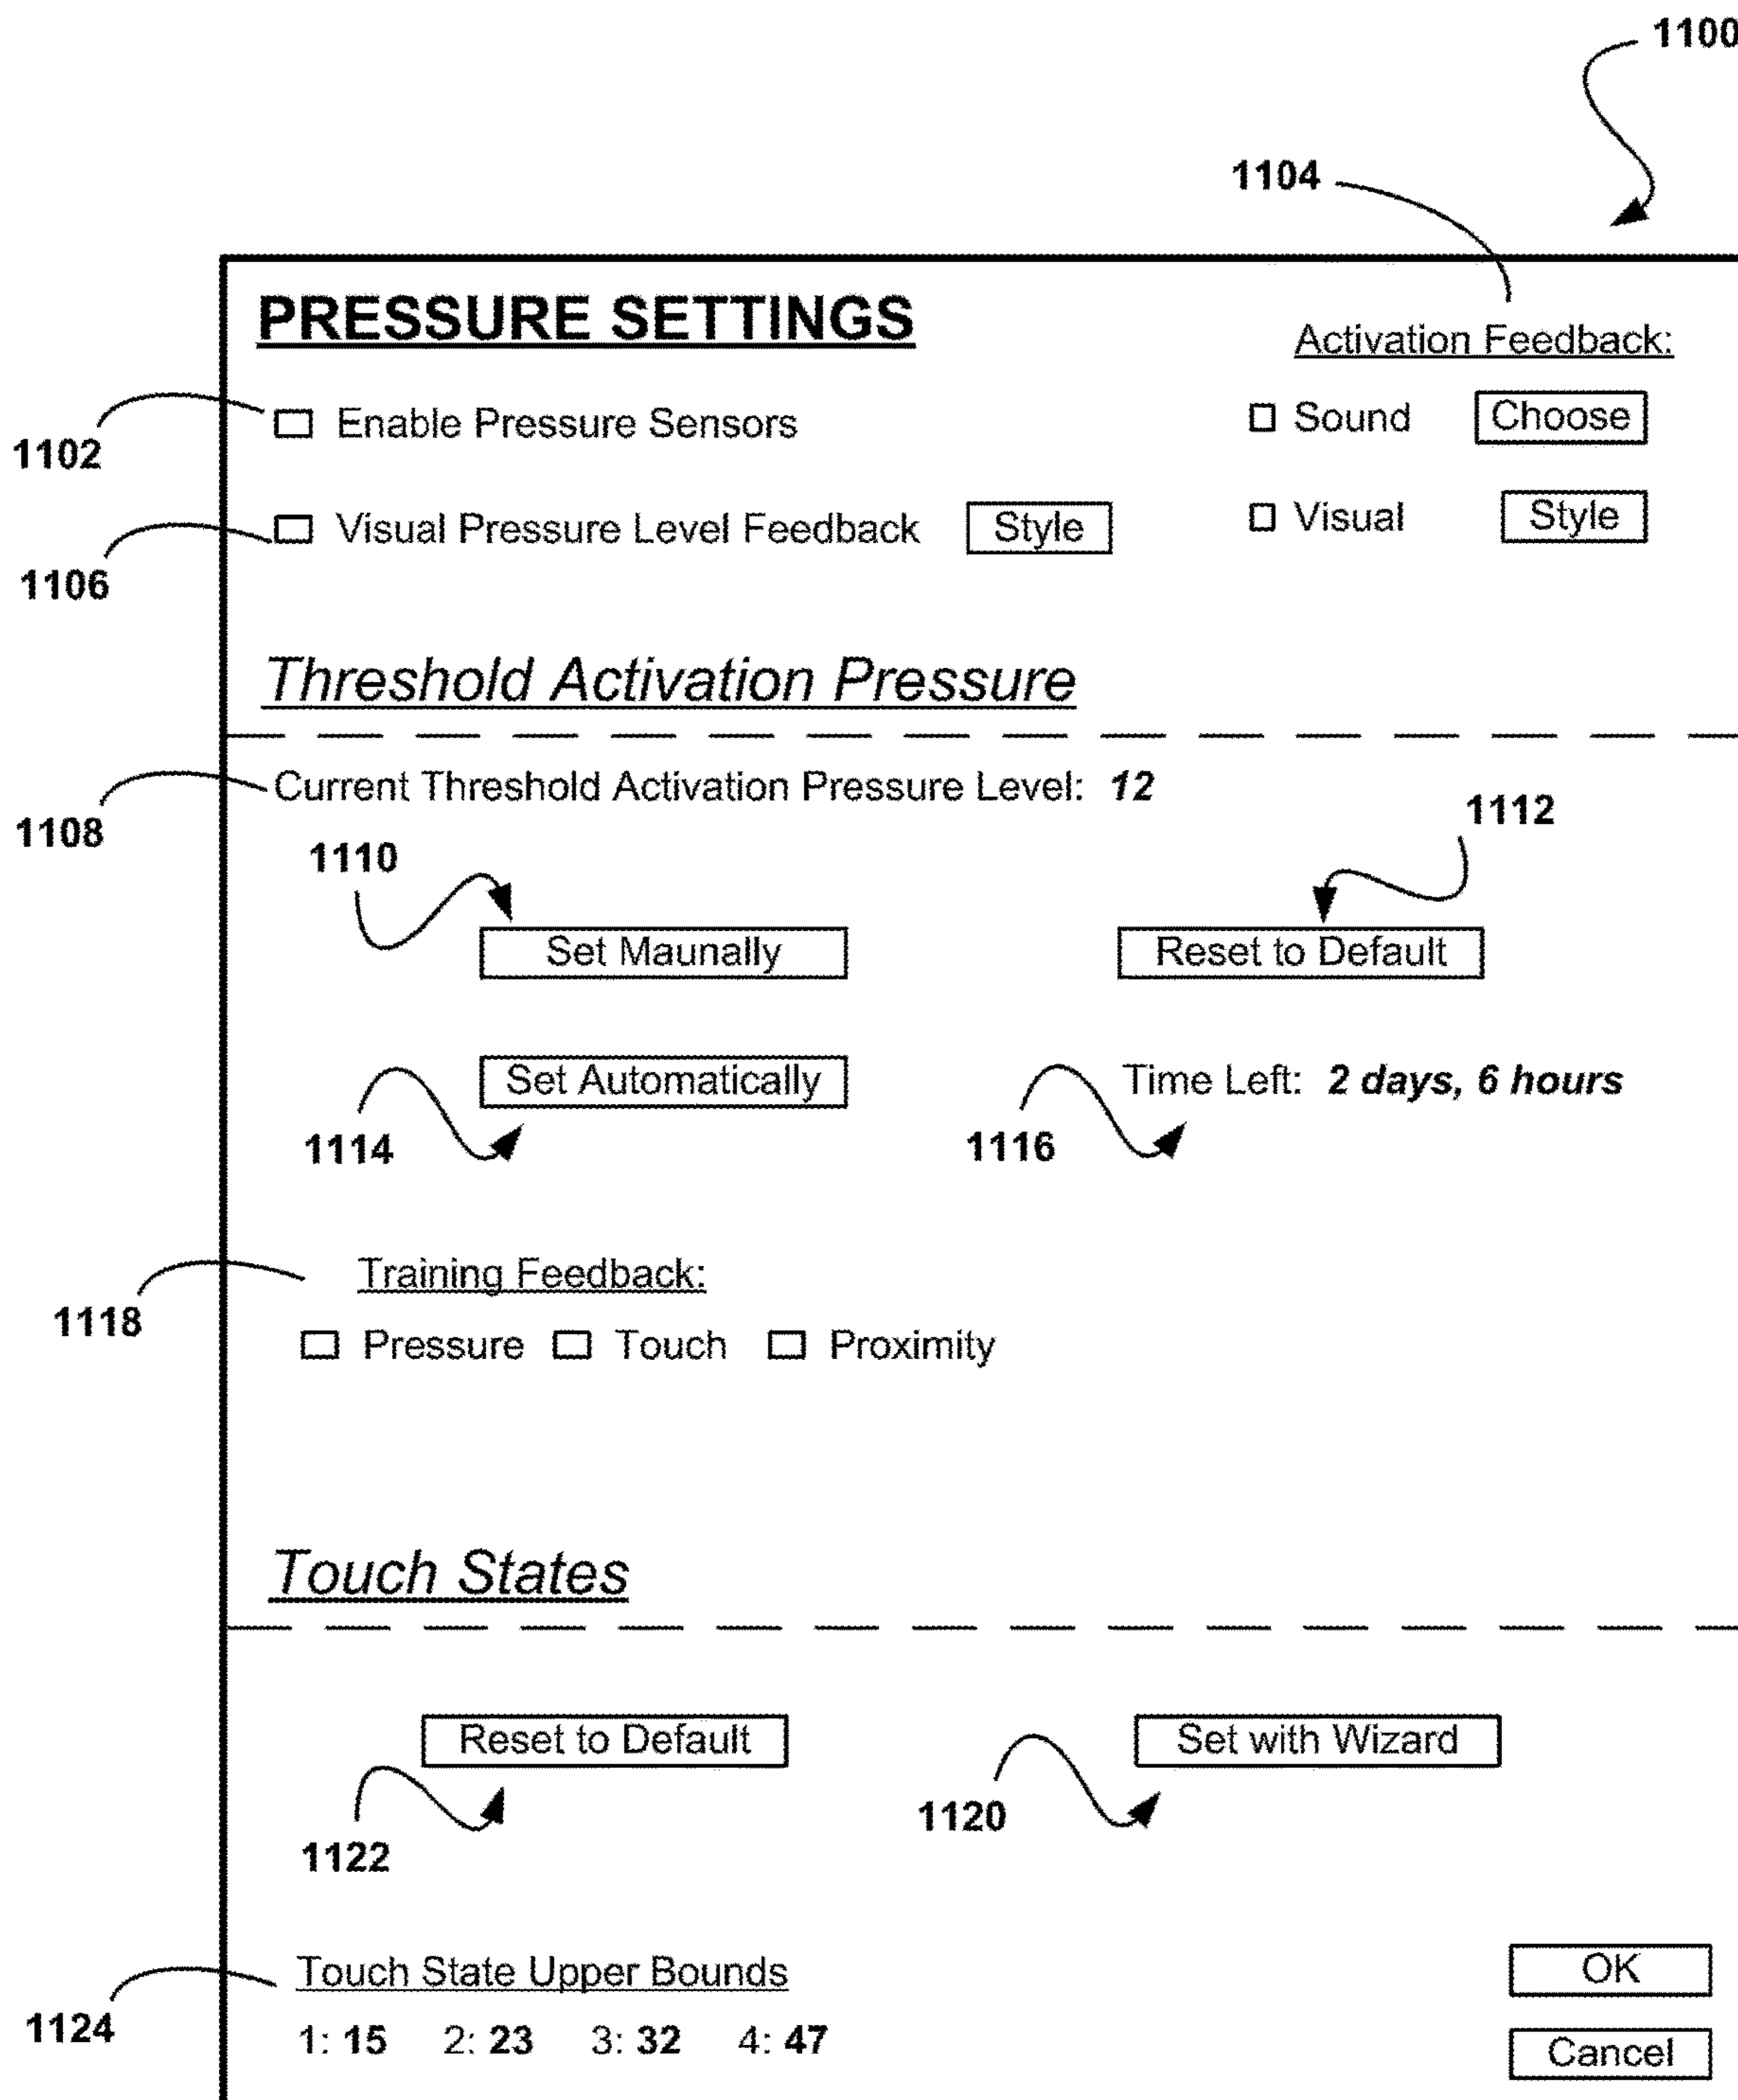 1100
1104
PRESSURE SETTINGS
Activation Feedback:
1102
Enable Pressure Sensors
Sound
Choose
1106
Visual Pressure Level Feedback
Style
Visual
Style
Threshold Activation Pressure
1108
Current Threshold Activation Pressure Level: 12
1110
1112
Set Maunally
Reset to Default
Set Automatically
Time Left: 2 days, 6 hours
1114
1116
1118
Training Feedback:
Pressure
Touch
Proximity
Touch States
Reset to Default
Set with Wizard
1122
1120
1124
Touch State Upper Bounds
OK
1: 15 2: 23 3: 32 4: 47
Cancel